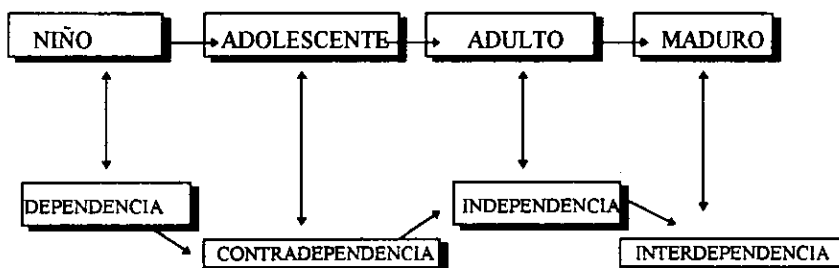 NIÑO
ADOLESCENTE
ADULTO
MADURO
DEPENDENCIA
INDEPENDENCIA
CONTRADEPENDENCIA
INTERDEPENDENCIA